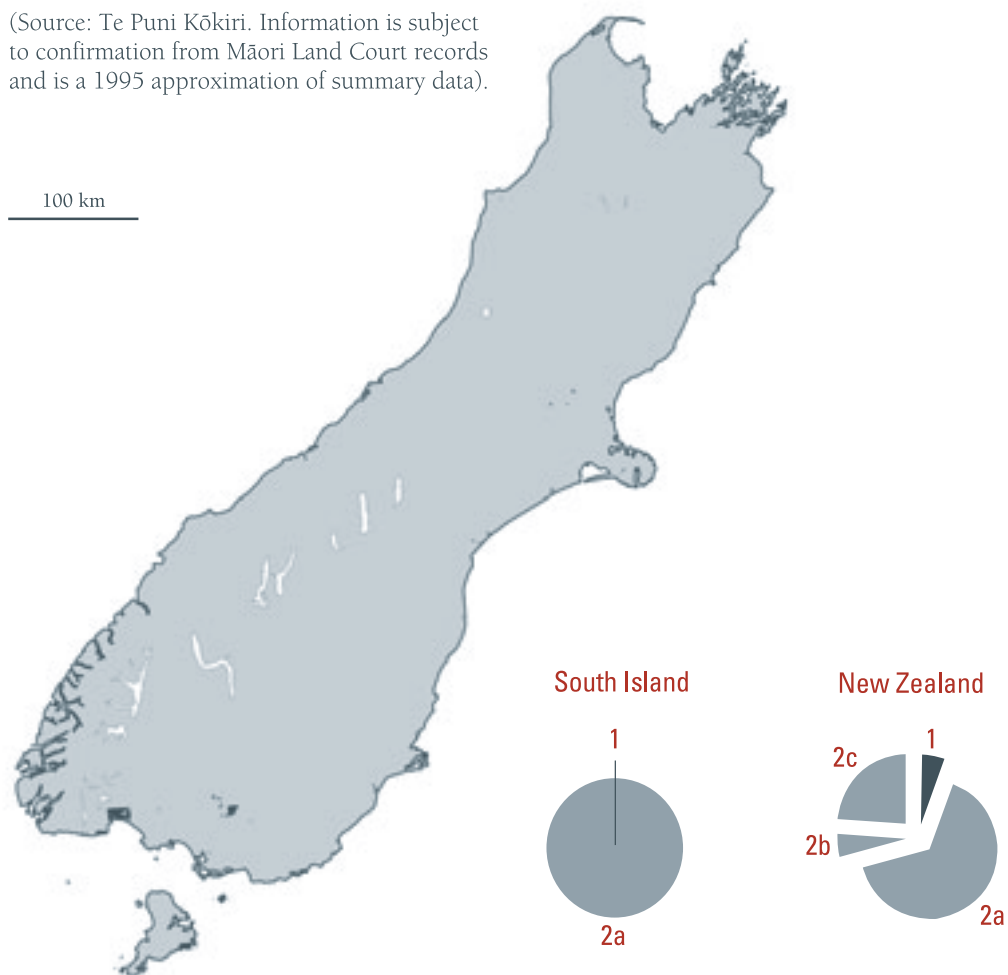 (Source: Te Puni Kōkiri. Information is subject
to confirmation from Māori Land Court records
and is a 1995 approximation of summary data).
100 km
South Island
1
2a
New Zealand
1
2c
2b
2a